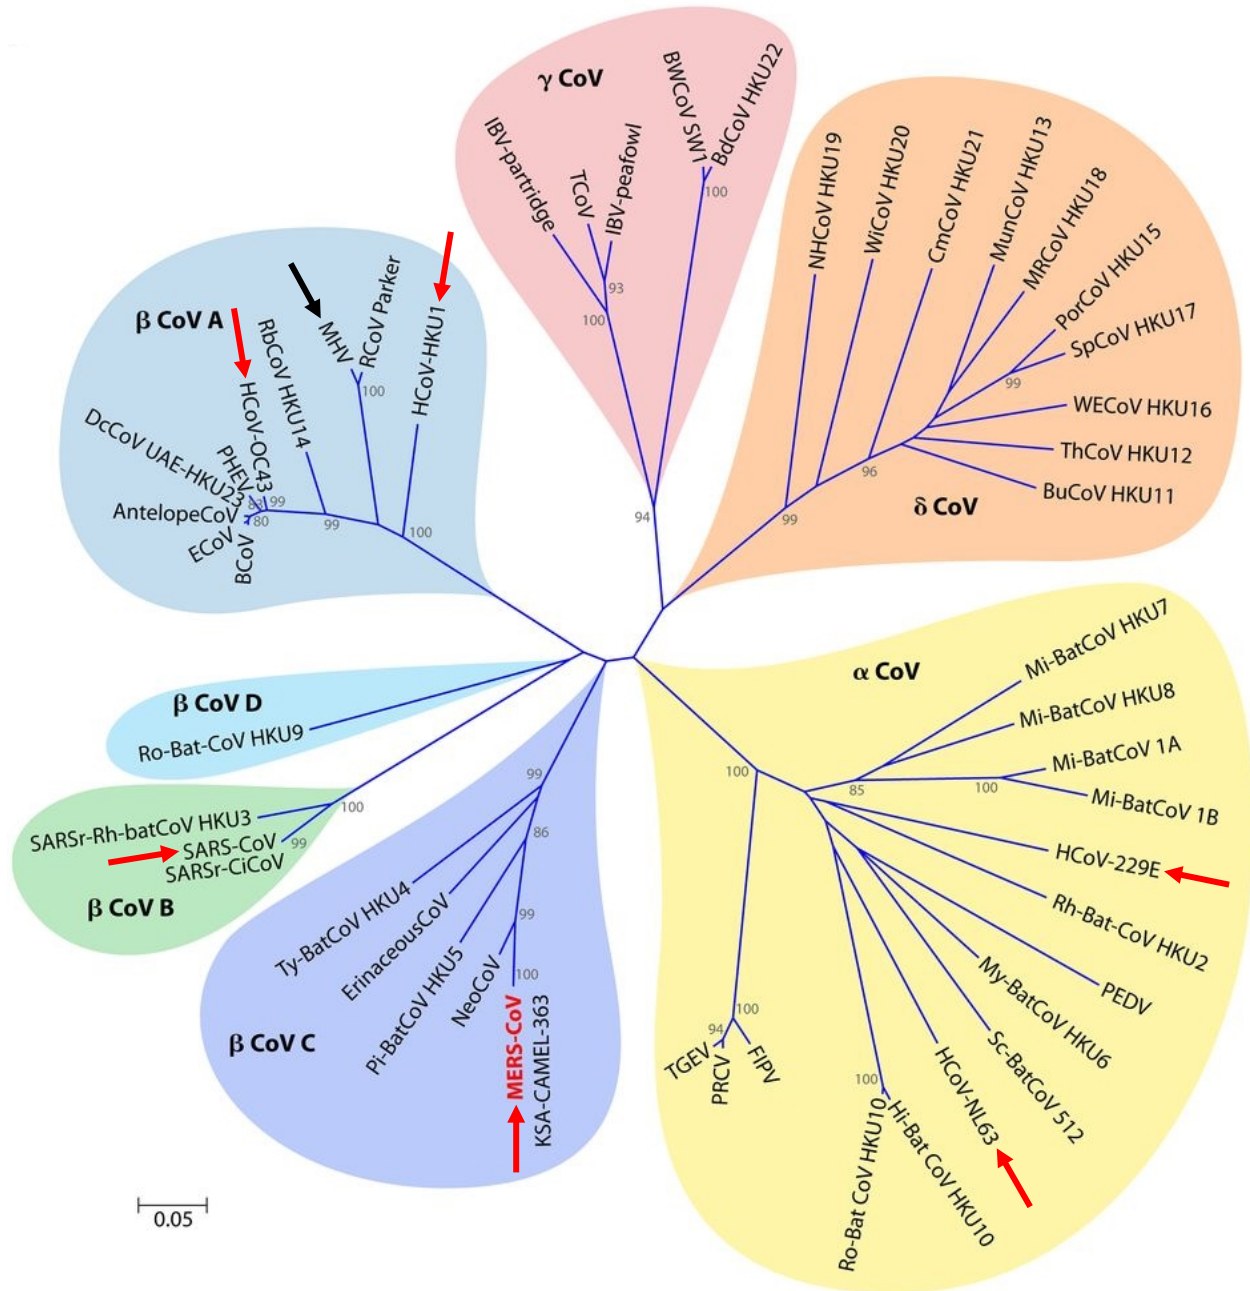 γ CoV
IBV-partridge
TCoV
IBV-peafowl
BWCoV SW1
BdCoV HKU22
93
100
100
94
NHCoV HKU19
WiCoV HKU20
CmCoV HKU21
MunCoV HKU13
MRCoV HKU18
PorCoV HKU15
SpCoV HKU17
WECoV HKU16
ThCoV HKU12
BuCoV HKU11
99
96
99
δ CoV
β CoV A
DcCoV UAE-HKU23
PHEV
HCoV-OC43
RbCoV HKU14
MHV
RCoV Parker
HCoV-HKU1
AntelopeCoV
ECoV
BCoV
83
99
80
99
100
100
β CoV D
Ro-Bat-CoV HKU9
SARSr-Rh-batCoV HKU3
SARS-CoV
SARSr-CiCoV
100
99
β CoV B
99
86
99
100
Ty-BatCoV HKU4
ErinaceousCoV
Pi-BatCoV HKU5
NeoCoV
MERS-CoV
KSA-CAMEL-363
β CoV C
α CoV
Mi-BatCoV HKU7
Mi-BatCoV HKU8
Mi-BatCoV 1A
Mi-BatCoV 1B
HCoV-229E
Rh-Bat-CoV HKU2
PEDV
My-BatCoV HKU6
Sc-BatCoV 512
HCoV-NL63
Hi-Bat CoV HKU10
Ro-Bat CoV HKU10
100
85
100
100
94
100
TGEV
PRCV
FIPV
0.05